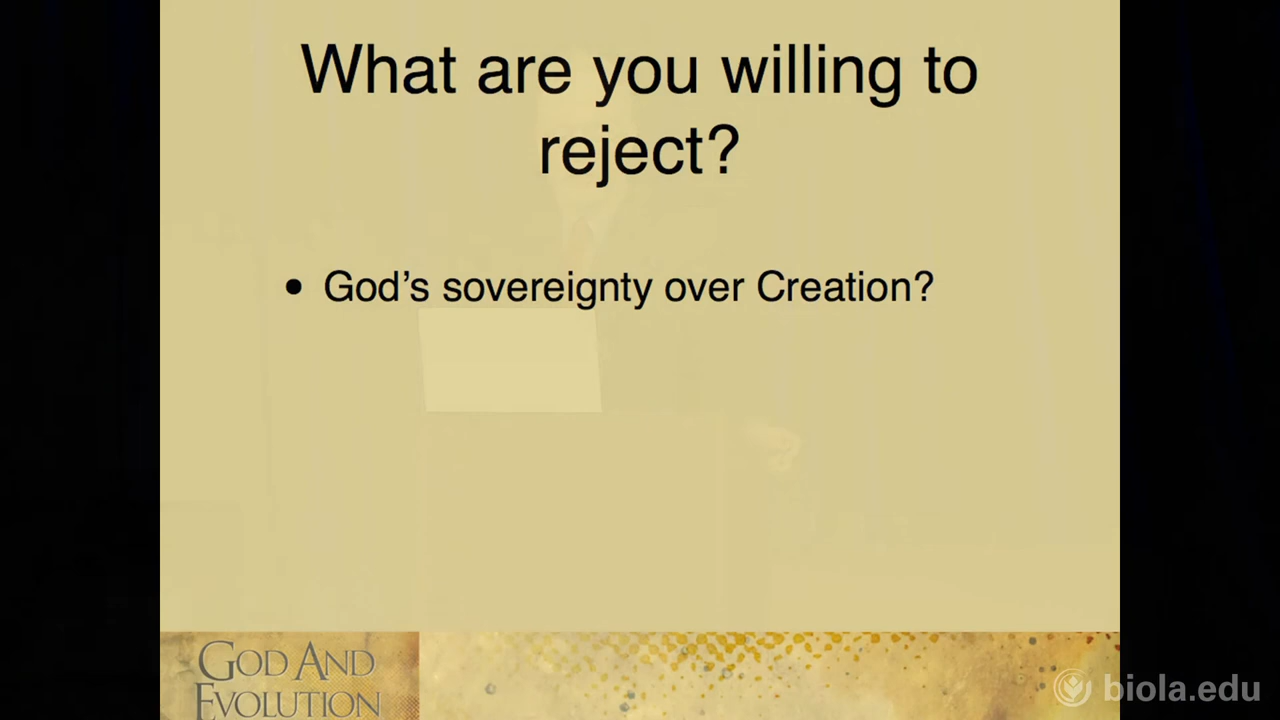 What are you willing to
reject?
• God's sovereignty over Creation?
GOD AND
EVOLUTION
biola.edu